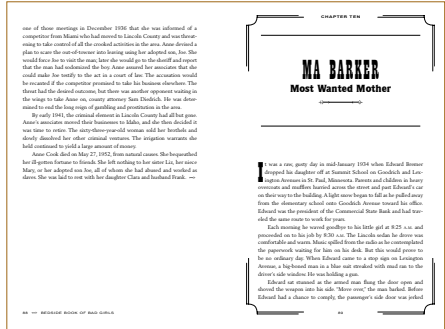 one of those meetings in December 1936 that she was informed of a
competitor from Miami who had moved to Lincoln County and was threat-
ening to take control of all the crooked activities in the area. Anne devised a
plan to scare the out-of-towner into leaving using her adopted son, Joe. She
would force Joe to visit the man; later she would go to the sheriff and report
that the man had sodomized the boy. Anne assured her associates that she
could make Joe testify to the act in a court of law. The accusation would
be recanted if the competitor promised to take his business elsewhere. The
threat had the desired outcome, but there was another opponent waiting in
the wings to take Anne on, county attorney Sam Diedrich. He was deter-
mined to end the long reign of gambling and prostitution in the area.
By early 1941, the criminal element in Lincoln County had all but gone.
Anne's associates moved their businesses to Idaho, and she then decided it
was time to retire. The sixty-three-year-old woman sold her brothels and
slowly dissolved her other criminal ventures. The irrigation warrants she
held continued to yield a large amount of money.
Anne Cook died on May 27, 1952, from natural causes. She bequeathed
her ill-gotten fortune to friends. She left nothing to her sister Liz, her niece
Mary, or her adopted son Joe, all of whom she had abused and worked as
slaves. She was laid to rest with her daughter Clara and husband Frank.
BEDSIDE BOOK OF BAD GIRLS
CHAPTER TEN
MA BARKER
Most Wanted Mother
It was a raw, gusty day in mid-January 1934 when Edward Bremer
dropped his daughter off at Summit School on Goodrich and Lex-
ington Avenues in St. Paul, Minnesota. Parents and children in heavy
overcoats and mufflers hurried across the street and past Edward's car
on their way to the building. A light snow began to fall as he pulled away
from the elementary school onto Goodrich Avenue toward his office.
Edward was the president of the Commercial State Bank and had trav-
eled the same route to work for years.
Each morning he waved goodbye to his little girl at 8:25 A.M. and
proceeded on to his job by 8:30 A.M. The Lincoln sedan he drove was
comfortable and warm. Music spilled from the radio as he contemplated
the paperwork waiting for him on his desk. But this would prove to
be no ordinary day. When Edward came to a stop sign on Lexington
Avenue, a big-boned man in a blue suit streaked with mud ran to the
driver's side window. He was holding a gun.
Edward sat stunned as the armed man flung the door open and
shoved the weapon into his side. "Move over," the man barked. Before
Edward had a chance to comply, the passenger's side door was jerked